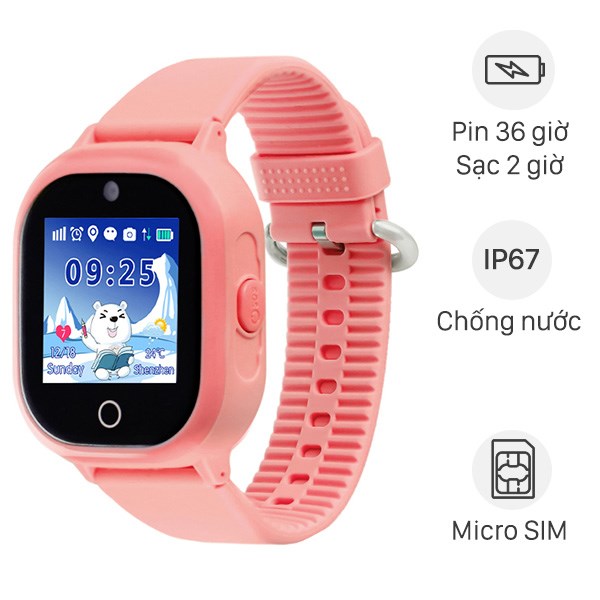 09:25
12/18
Sunday
24℃
Shenzhen
Pin 36 giờ
Sạc 2 giờ
IP67
Chống nước
Micro SIM